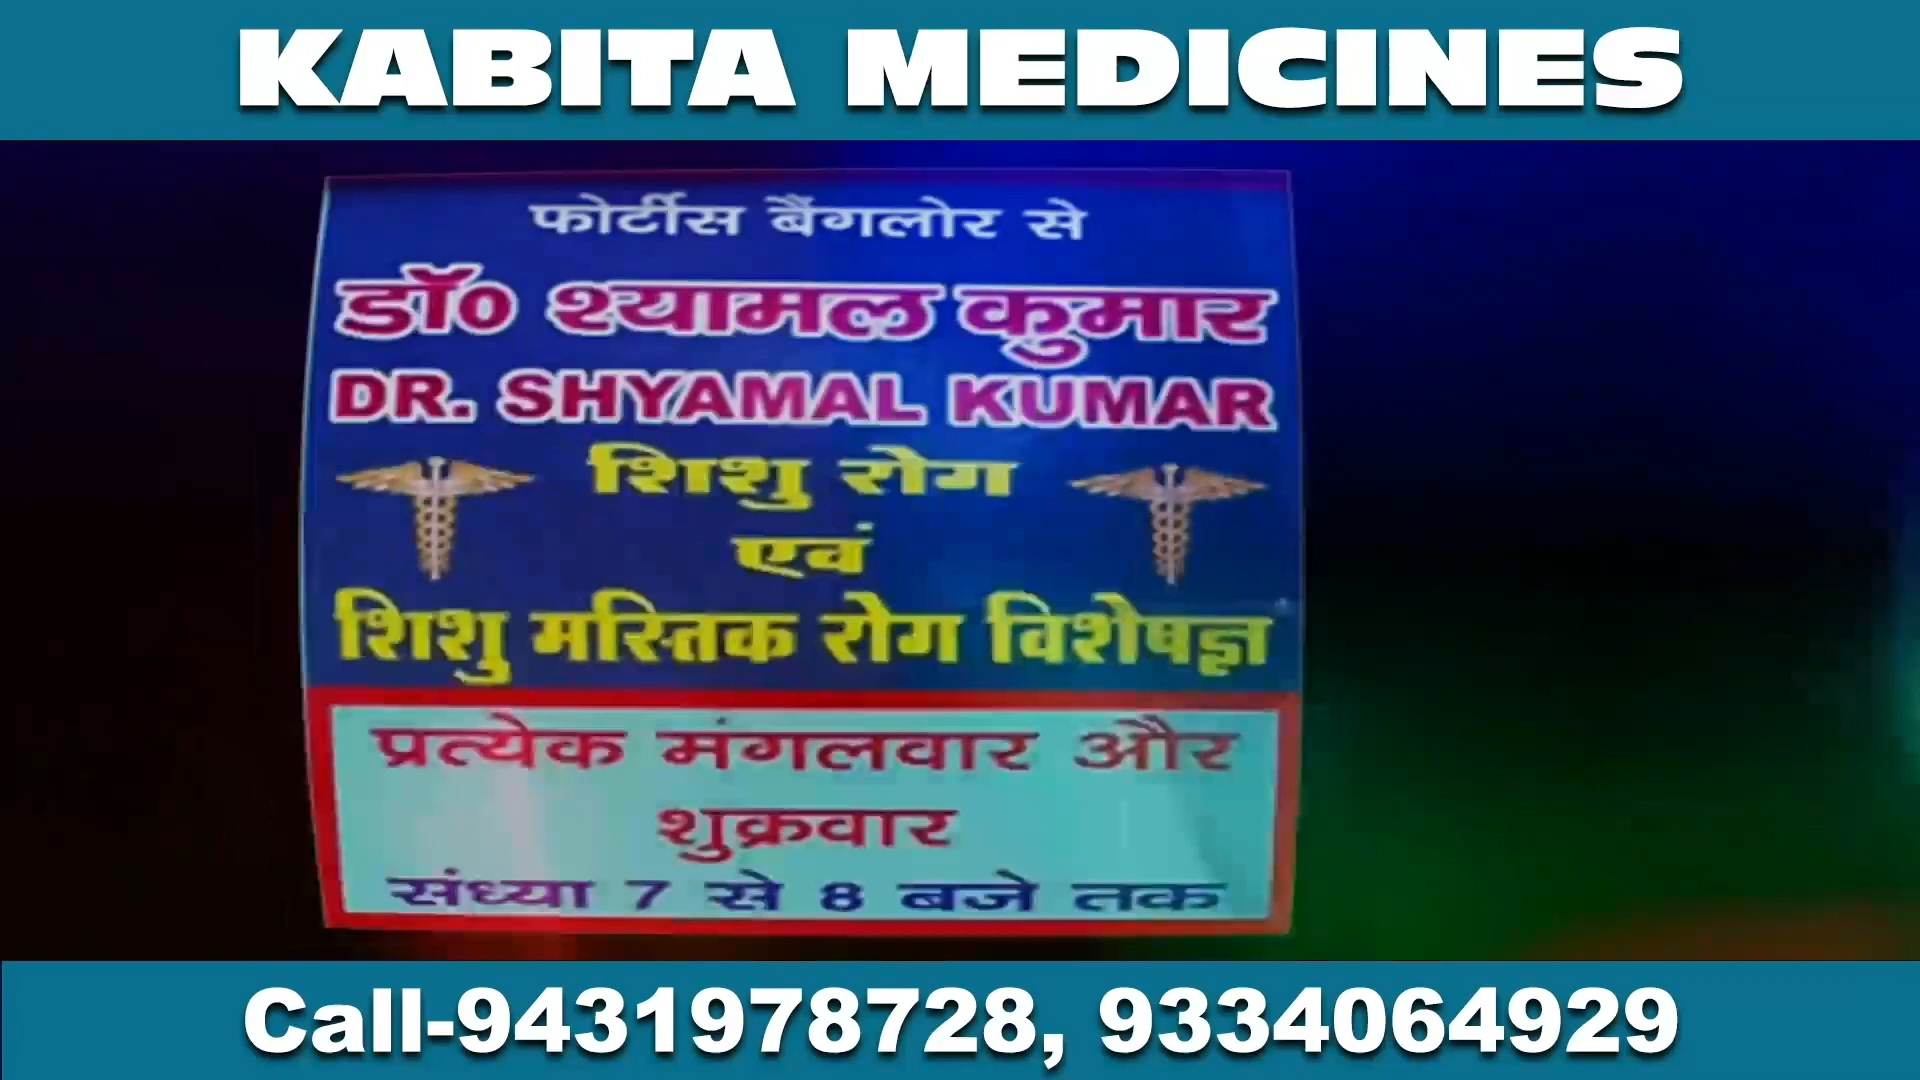 KABITA MEDICINES
फोर्टीस बैंगलोर से
डॉ० श्यामल कुमार
DR. SHYAMAL KUMAR
शिशु रोग
एवं
शिशु मस्तिक रोग विशेषज्ञ
प्रत्येक मंगलवार और
शुक्रवार
संध्या 7 से 8 बजे तक
Call-9431978728, 9334064929